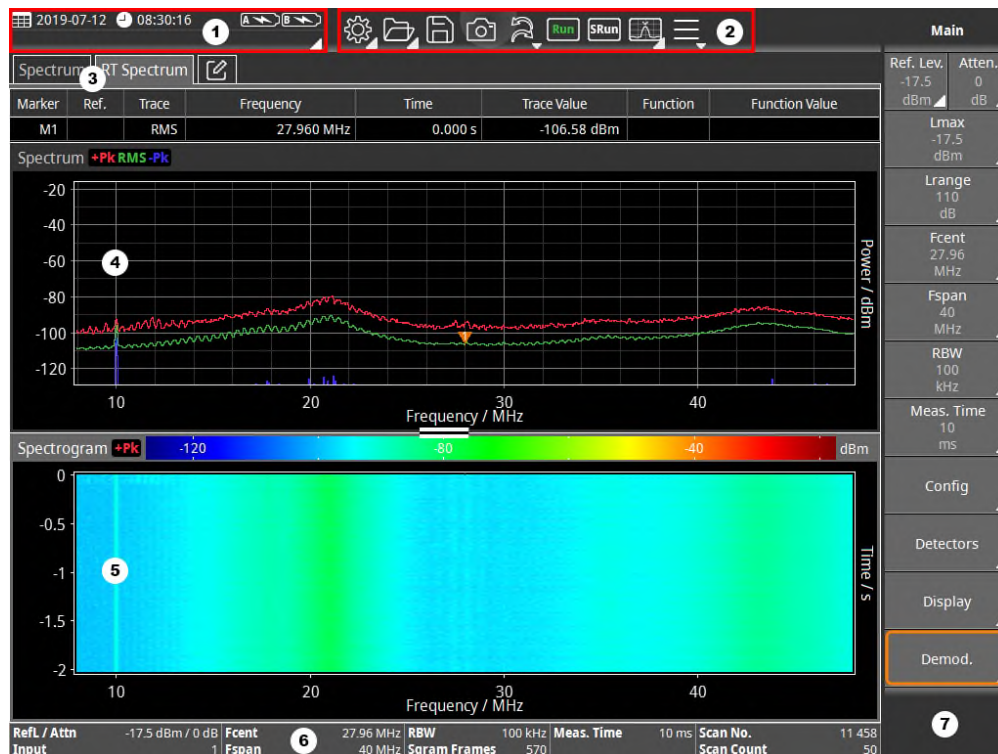 2019-07-12 08:30:16 A B
1
Run SRun 2
Main
Spectrum 3 RT Spectrum
Ref. Lev. Atten.
-17.5 0
dBm dB
Marker Ref. Trace Frequency Time Trace Value Function Function Value
M1 RMS 27.960 MHz 0.000 s -106.58 dBm
Spectrum +Pk RMS -Pk
-20
-40
-60
-80
-100
-120
4
Power / dBm
10 20 30 40
Frequency / MHz
Spectrogram +Pk -120 -80 -40 dBm
0
-0.5
-1
-1.5
-2
5
Time / s
10 20 30 40
Frequency / MHz
Lmax
-17.5
dBm
Lrange
110
dB
Fcent
27.96
MHz
Fspan
40
MHz
RBW
100
kHz
Meas. Time
10
ms
Config
Detectors
Display
Demod.
7
RefL / Attn -17.5 dBm / 0 dB Fcent 27.96 MHz RBW 100 kHz Meas. Time 10 ms Scan No. 11 458
Input 1 Fspan 6 40 MHz Sgram Frames 570 Scan Count 50